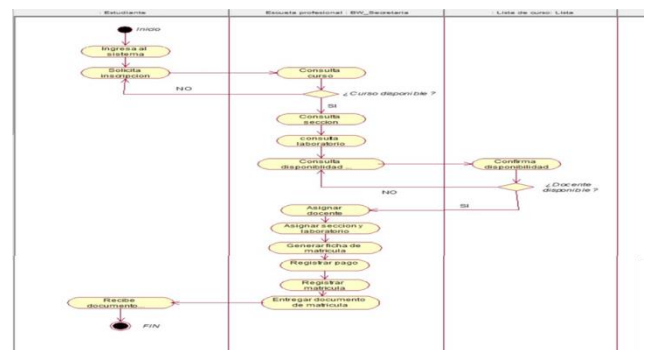 : Estudiante
Escuela profesional : BW_Secretaria
: Lista de curso: Lista
Inicio
Ingresa al
sistema
Solicita
inscripcion
Consulta
curso
NO
¿Curso disponible ?
SI
Consulta
seccion
consulta
laboratorio
Consulta
disponiblidad ...
Confirma
disponibilidad
NO
¿Docente
disponible ?
SI
Asignar
docente
Asignar seccion y
laboratorio
Generar ficha de
matricula
Registrar pago
Registrar
matricula
Entregar documento
de matricula
Recibe
documento...
FIN